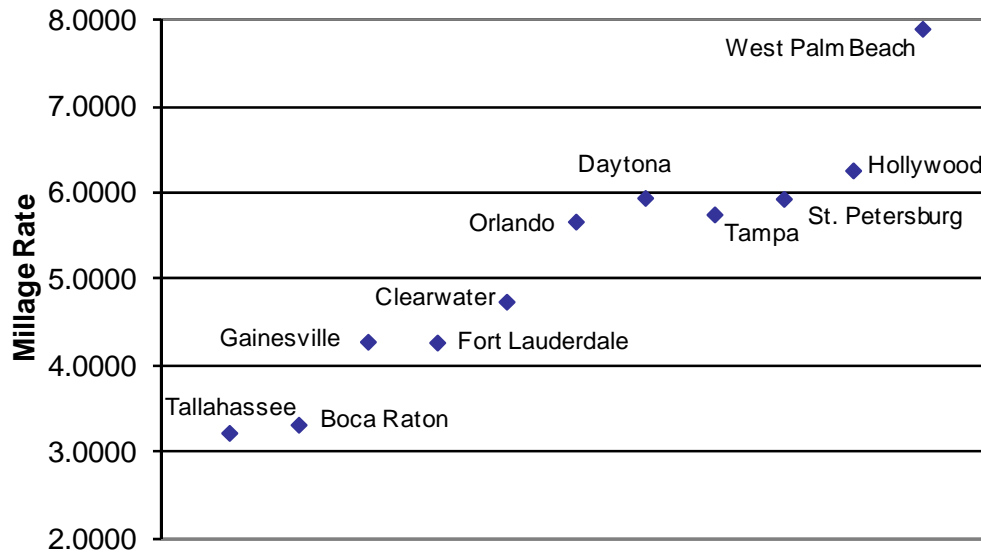 8.0000
West Palm Beach
7.0000
Daytona
Hollywood
6.0000
Orlando
St. Petersburg
Tampa
Millage Rate
5.0000
Clearwater
Gainesville
Fort Lauderdale
4.0000
Tallahassee
Boca Raton
3.0000
2.0000